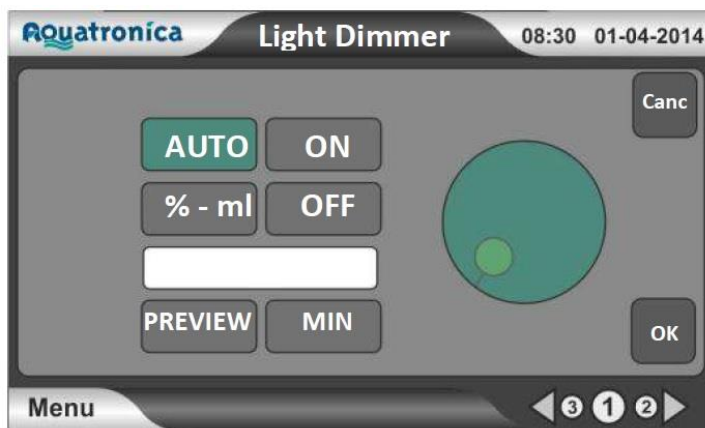 AQuatronica Light Dimmer 08:30 01-04-2014
Canc
AUTO ON
% - ml OFF
PREVIEW MIN
OK
Menu 3 1 2